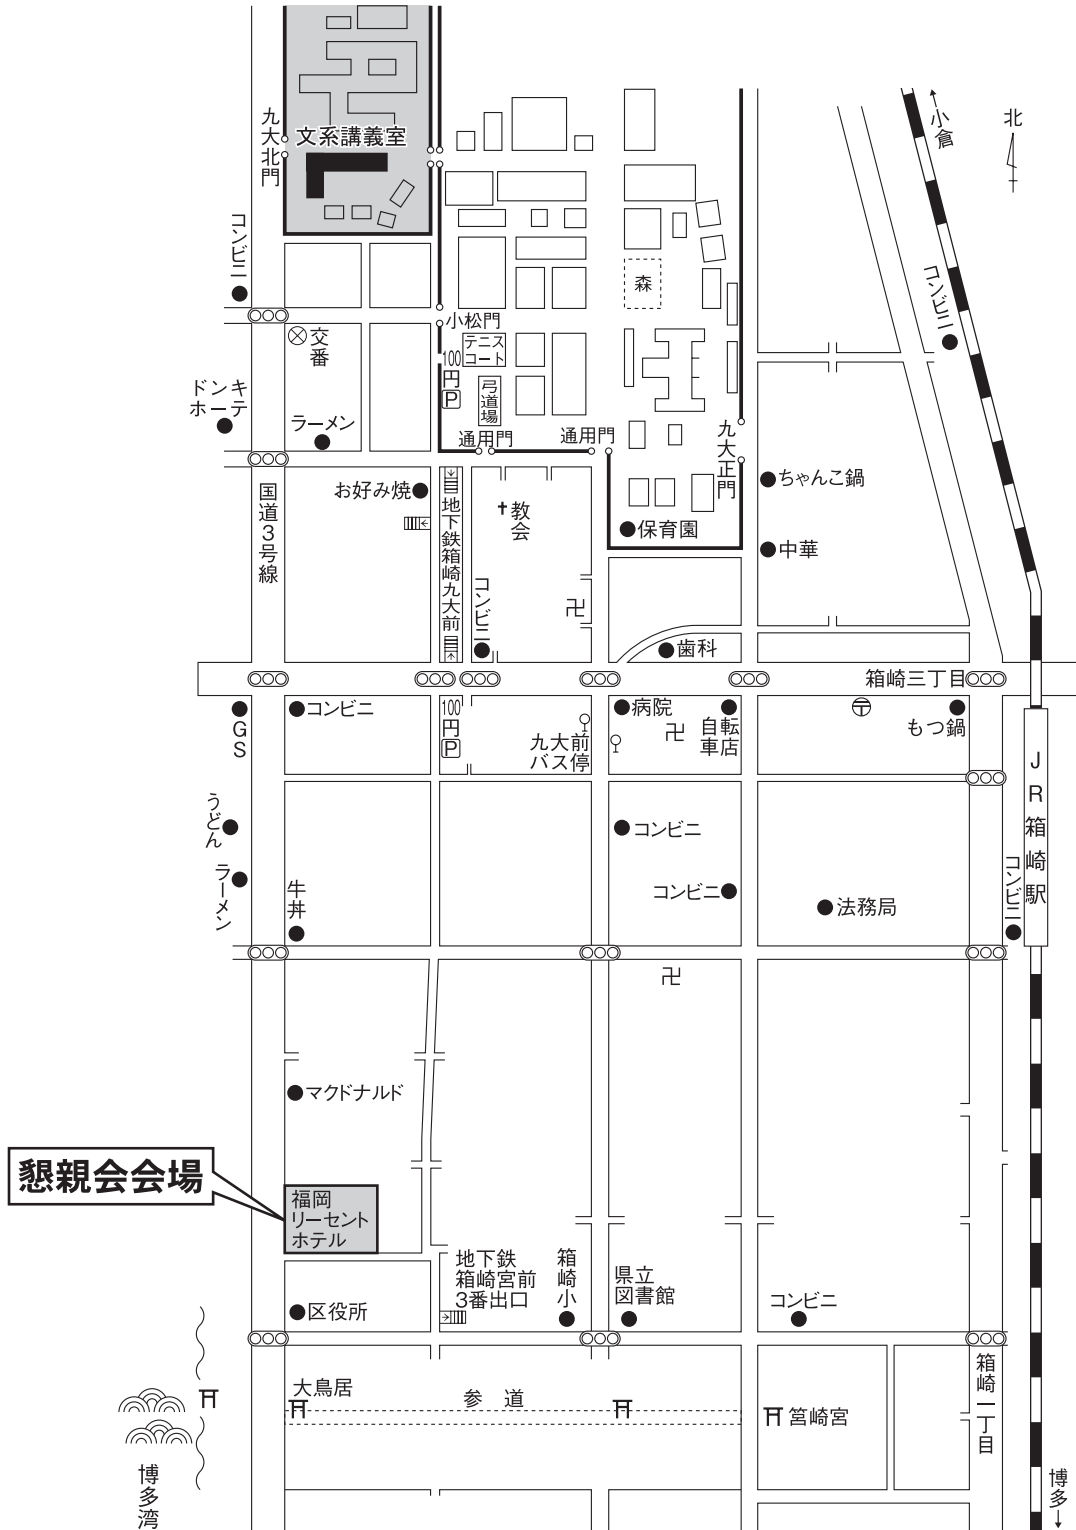 九大北門
文系講義室
小倉
北
コンビニ
コンビニ
森
小松門
交番
テニス
コート
100円P
弓道場
ドンキ
ホーテ
ラーメン
通用門
通用門
九大正門
ちゃんこ鍋
お好み焼
国道3号線
地下鉄箱崎九大前
教会
保育園
中華
コンビニ
卍
歯科
箱崎三丁目
GS
コンビニ
100円P
九大前
バス停
病院
卍
自転
車店
〒
もつ鍋
JR箱崎駅
うどん
コンビニ
ラーメン
牛丼
コンビニ
法務局
コンビニ
卍
マクドナルド
懇親会会場
福岡
リーセント
ホテル
地下鉄
箱崎宮前
3番出口
箱崎小
県立
図書館
区役所
コンビニ
箱崎一丁目
大鳥居
参道
筥崎宮
博多湾
博多